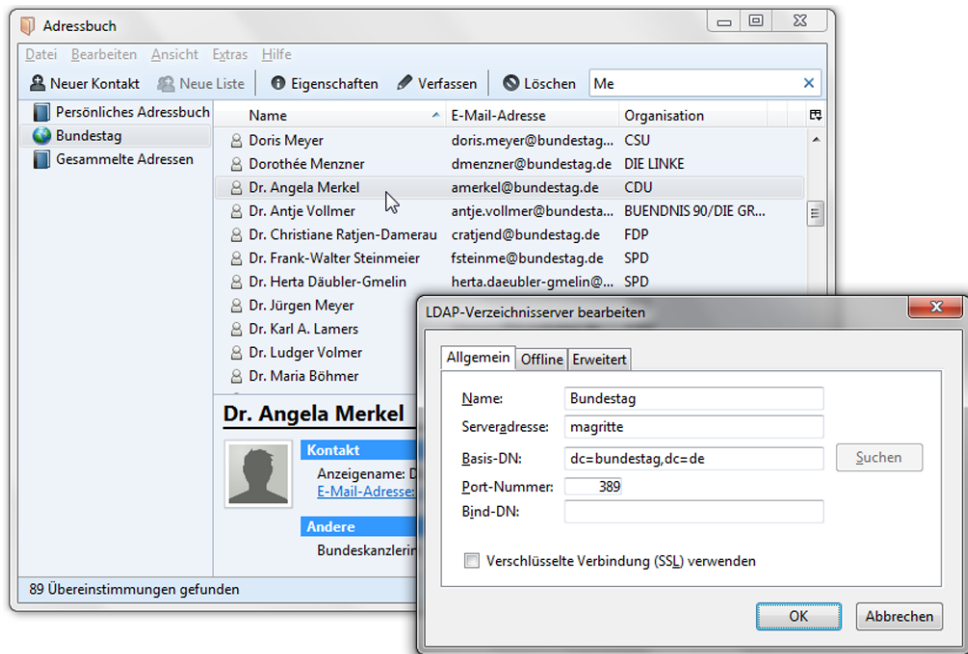 Adressbuch
Datei Bearbeiten Ansicht Extras Hilfe
Neuer Kontakt Neue Liste Eigenschaften Verfassen Löschen Me
Persönliches Adressbuch
Bundestag
Gesammelte Adressen
Name E-Mail-Adresse Organisation
Doris Meyer doris.meyer@bundestag... CSU
Dorothée Menzner dmenzner@bundestag.de DIE LINKE
Dr. Angela Merkel amerkel@bundestag.de CDU
Dr. Antje Vollmer antje.vollmer@bundesta... BUENDNIS 90/DIE GR...
Dr. Christiane Ratjen-Damerau cratjend@bundestag.de FDP
Dr. Frank-Walter Steinmeier fsteinme@bundestag.de SPD
Dr. Herta Däubler-Gmelin herta.daeubler-gmelin@... SPD
Dr. Jürgen Meyer
Dr. Karl A. Lamers
Dr. Ludger Volmer
Dr. Maria Böhmer
Dr. Angela Merkel
Kontakt
Anzeigename: D
E-Mail-Adresse:
Andere
Bundeskanzlerin
89 Übereinstimmungen gefunden
LDAP-Verzeichnisserver bearbeiten
Allgemein Offline Erweitert
Name: Bundestag
Serveradresse: magritte
Basis-DN: dc=bundestag,dc=de Suchen
Port-Nummer: 389
Bind-DN:
Verschlüsselte Verbindung (SSL) verwenden
OK Abbrechen